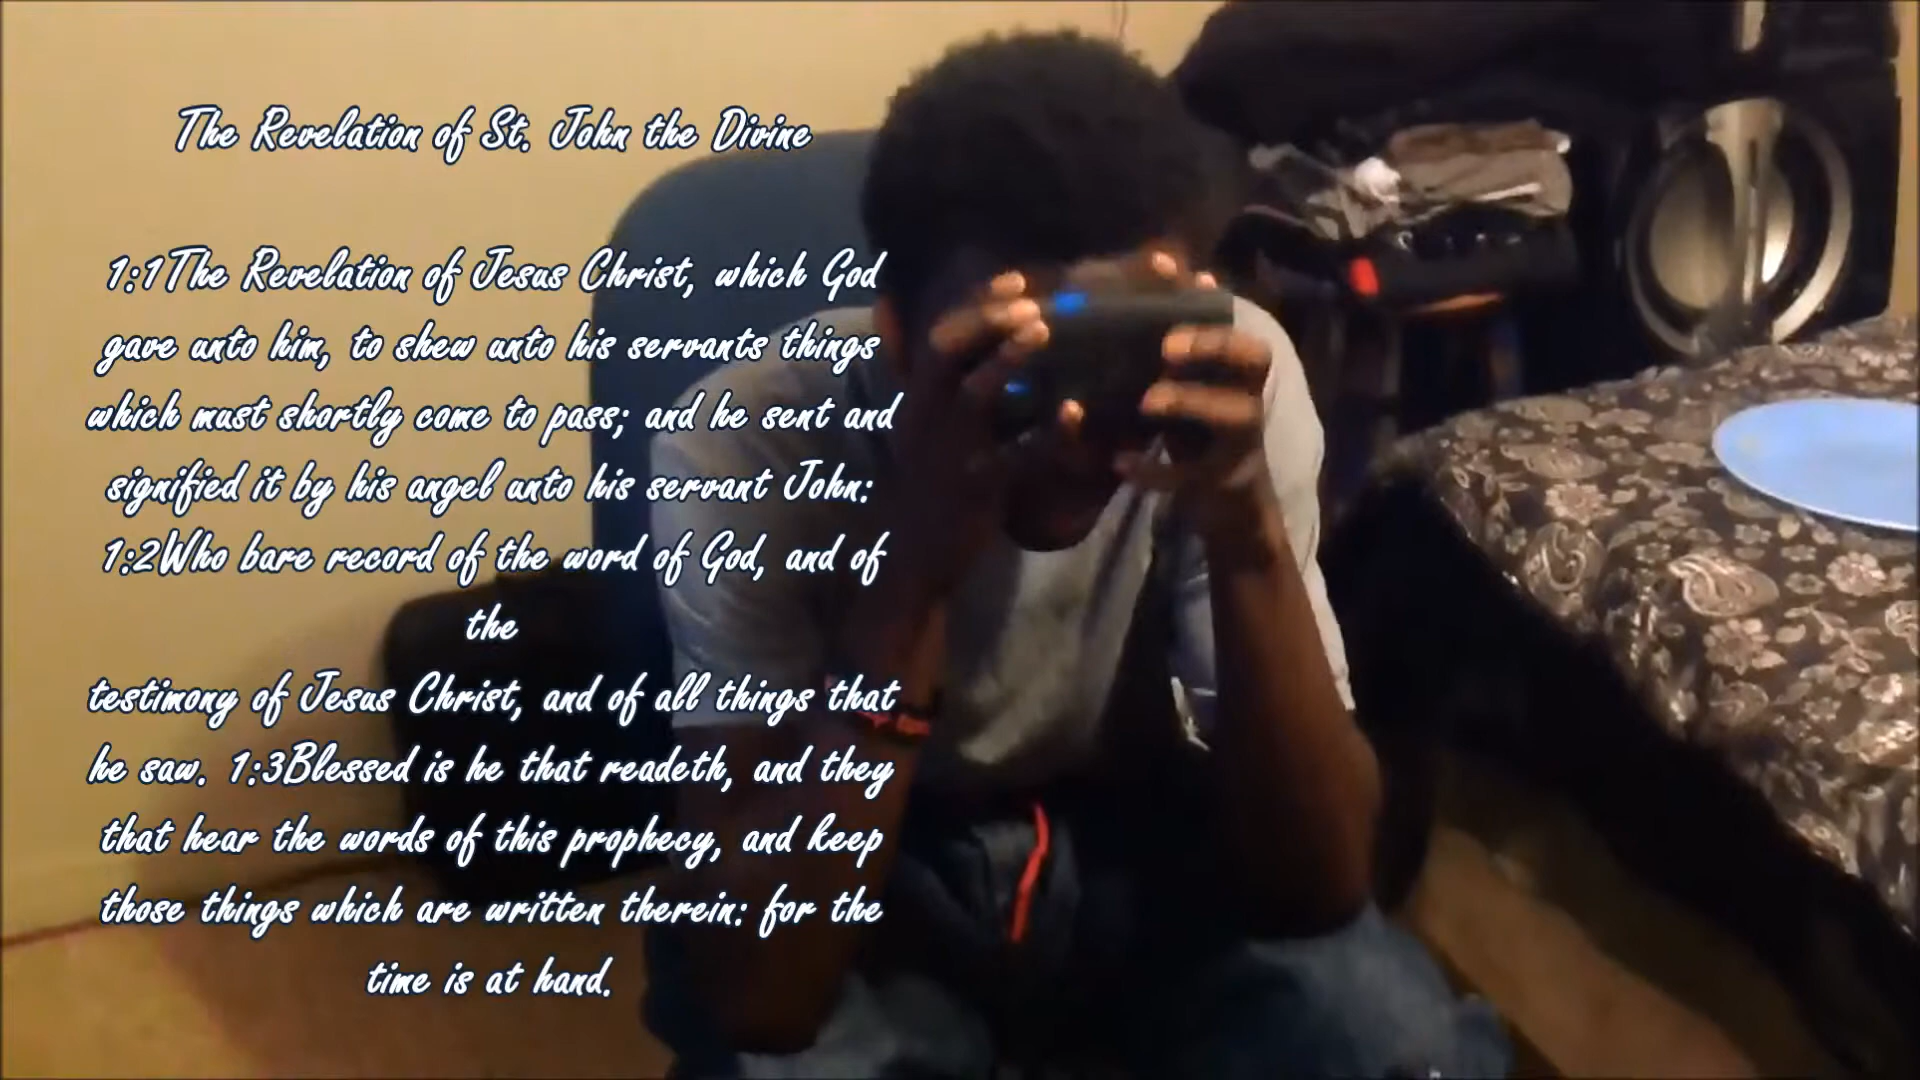 The Revelation of St. John the Divine
1:1The Revelation of Jesus Christ, which God
gave unto him, to shew unto his servants things
which must shortly come to pass; and he sent and
signified it by his angel unto his servant John:
1:2Who bare record of the word of God, and of
the
testimony of Jesus Christ, and of all things that
he saw. 1:3Blessed is he that readeth, and they
that hear the words of this prophecy, and keep
those things which are written therein: for the
time is at hand.